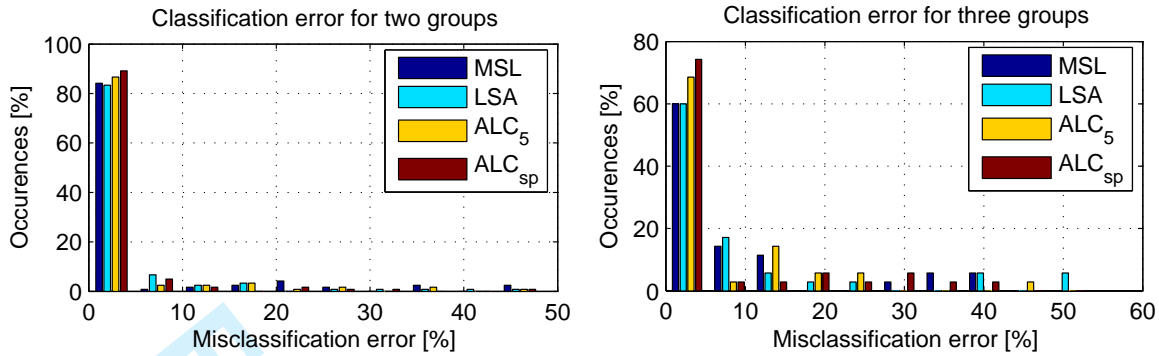 Classification error for two groups
100
80
60
40
20
0
Occurences [%]
MSL
LSA
ALC5
ALCsp
0 10 20 30 40 50
Misclassification error [%]
Classification error for three groups
80
60
40
20
0
Occurences [%]
MSL
LSA
ALC5
ALCsp
0 10 20 30 40 50 60
Misclassification error [%]